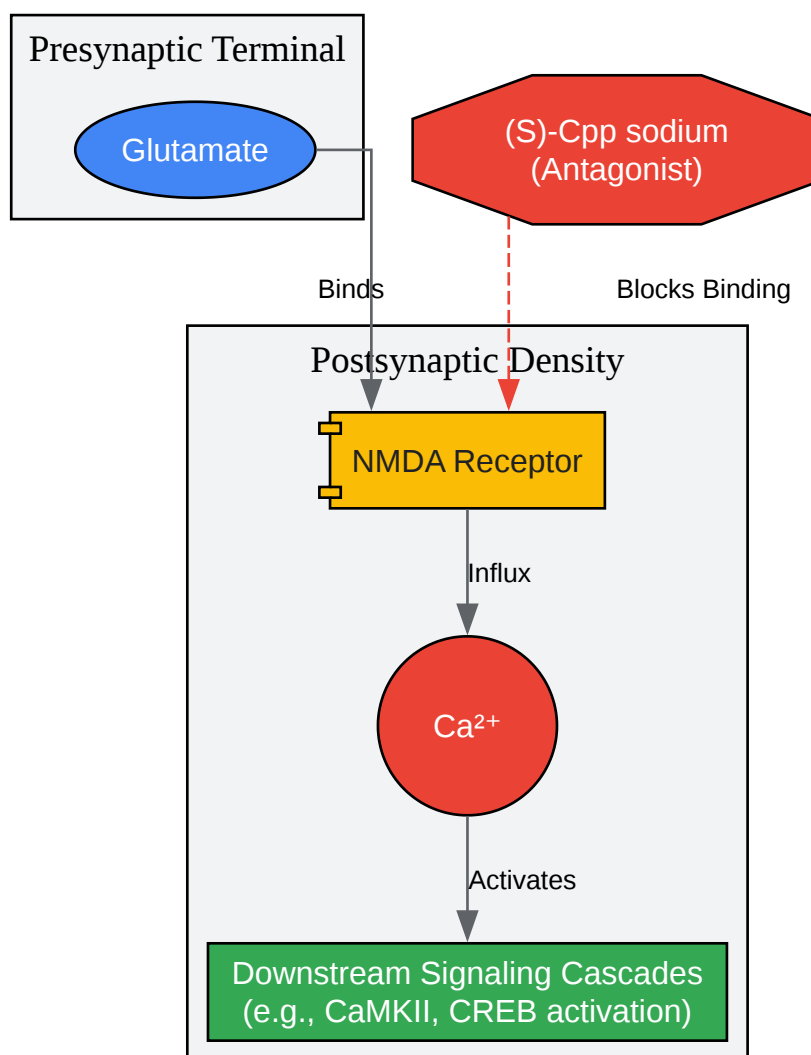 Presynaptic Terminal
Glutamate
(S)-Cpp sodium
(Antagonist)
Binds
Blocks Binding
Postsynaptic Density
NMDA Receptor
Influx
Ca²⁺
Activates
Downstream Signaling Cascades
(e.g., CaMKII, CREB activation)